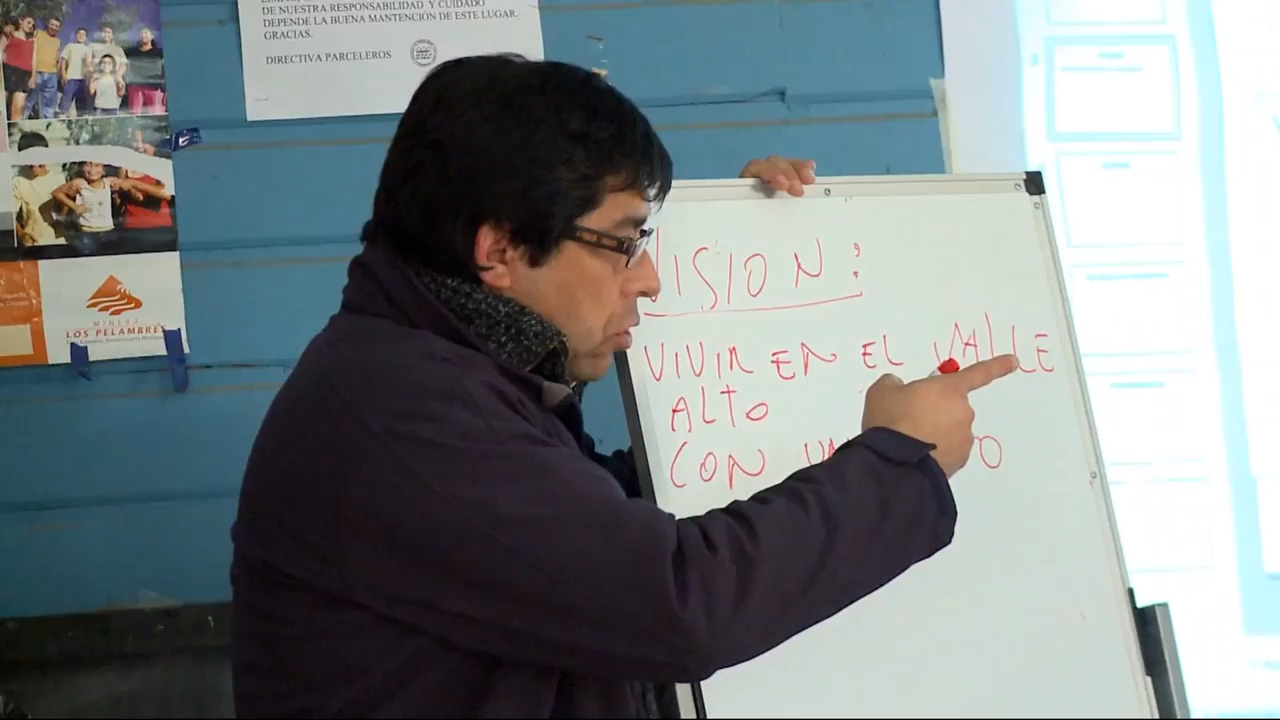 DE NUESTRA RESPONSABILIDAD Y CUIDADO
DEPENDE LA BUENA MANTENCION DE ESTE LUGAR.
GRACIAS.
DIRECTIVA PARCELEROS
MINERA
LOS PELAMBRES
VISION:
VIVIR EN EL VALLE
ALTO
CON